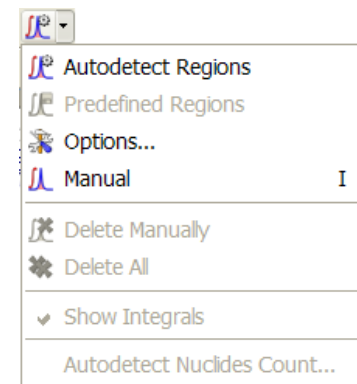 Autodetect Regions
Predefined Regions
Options...
Manual I
Delete Manually
Delete All
Show Integrals
Autodetect Nuclides Count...